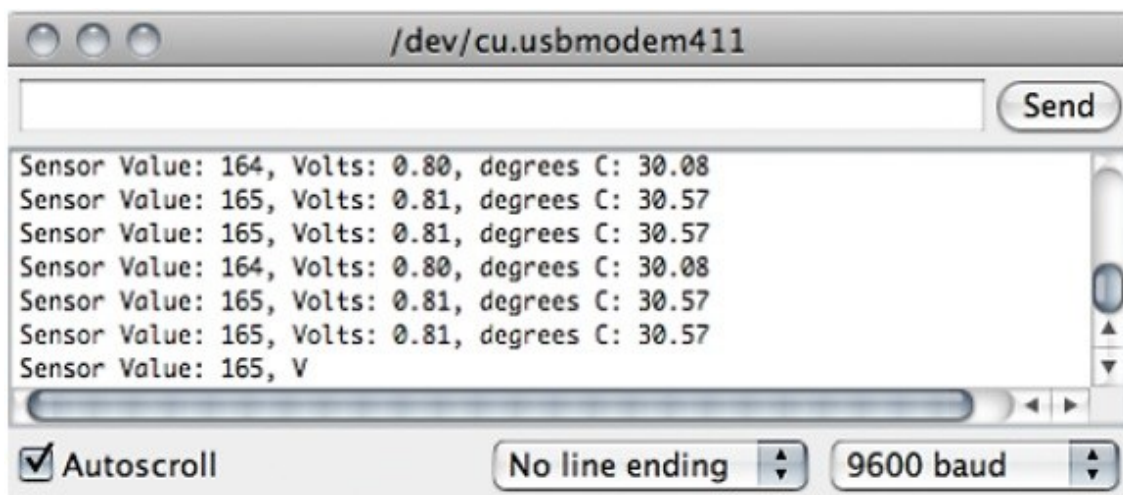 /dev/cu.usbmodem411
Send
Sensor Value: 164, Volts: 0.80, degrees C: 30.08
Sensor Value: 165, Volts: 0.81, degrees C: 30.57
Sensor Value: 165, Volts: 0.81, degrees C: 30.57
Sensor Value: 164, Volts: 0.80, degrees C: 30.08
Sensor Value: 165, Volts: 0.81, degrees C: 30.57
Sensor Value: 165, Volts: 0.81, degrees C: 30.57
Sensor Value: 165, V
Autoscroll No line ending 9600 baud